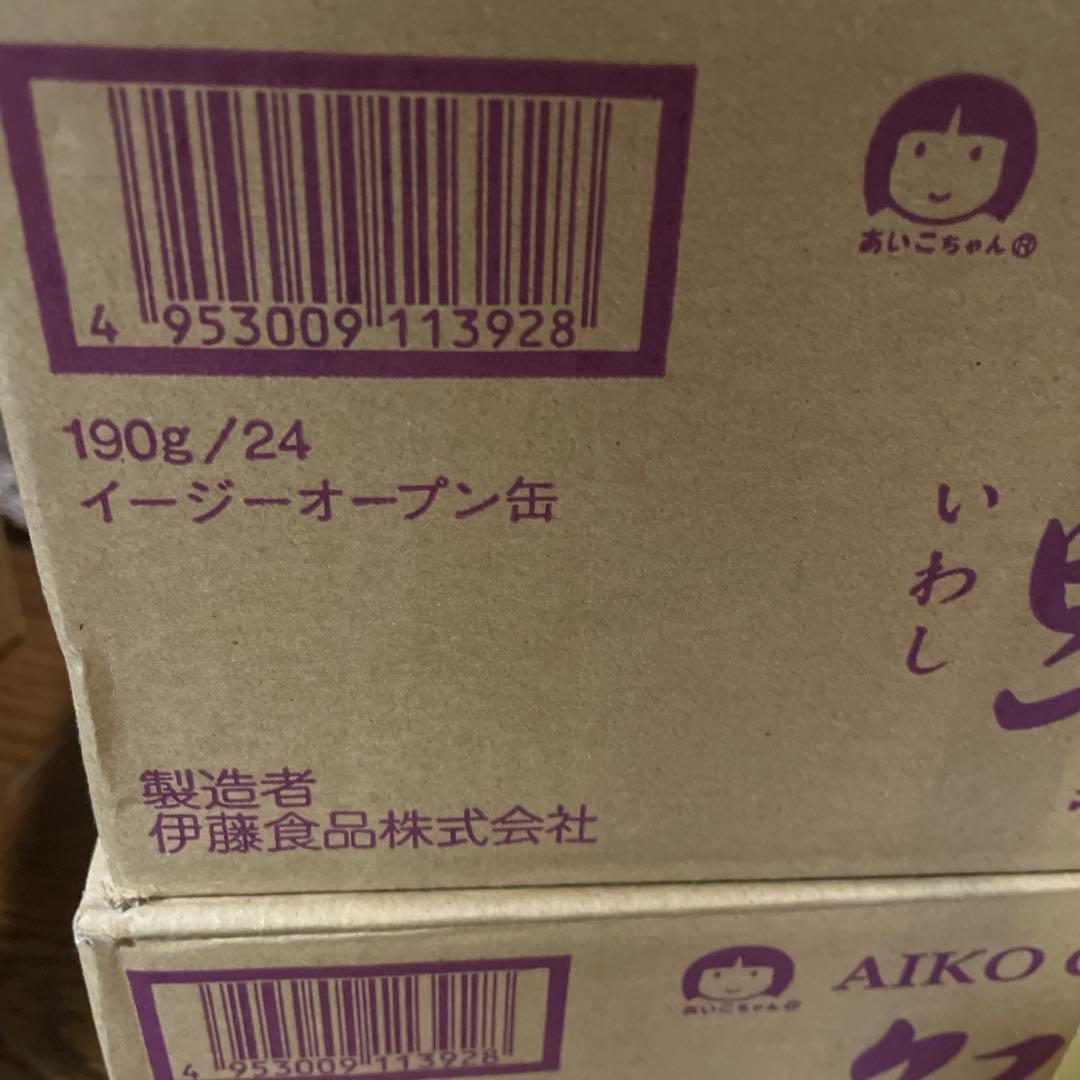 4 953009 113928
あいこちゃん®
190g/24
イージーオープン缶
いわし
製造者
伊藤食品株式会社
あいこちゃん®
AIKO
4 953009 113928